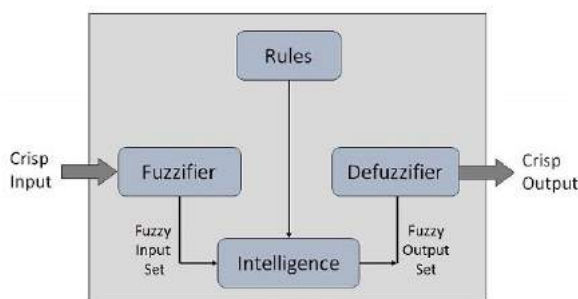 Rules
Crisp
Input
Fuzzifier
Defuzzifier
Crisp
Output
Fuzzy
Input
Set
Intelligence
Fuzzy
Output
Set